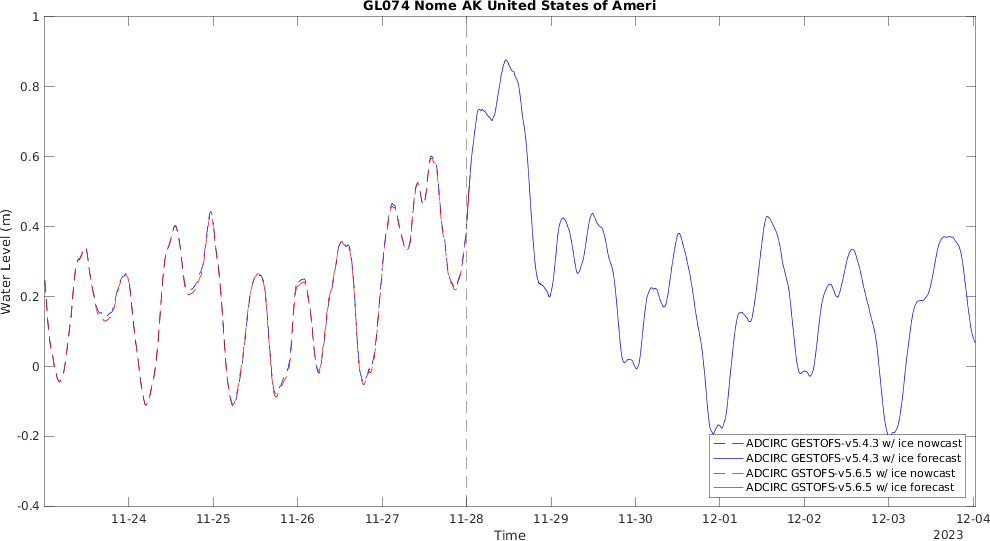 GL074 Nome AK United States of Ameri
Water Level (m)
1
0.8
0.6
0.4
0.2
0
-0.2
-0.4
ADCIRC GESTOFS-v5.4.3 w/ ice nowcast
ADCIRC GESTOFS-v5.4.3 w/ ice forecast
ADCIRC GSTOFS-v5.6.5 w/ ice nowcast
ADCIRC GSTOFS-v5.6.5 w/ ice forecast
11-24 11-25 11-26 11-27 11-28 11-29 11-30 12-01 12-02 12-03 12-04
Time
2023